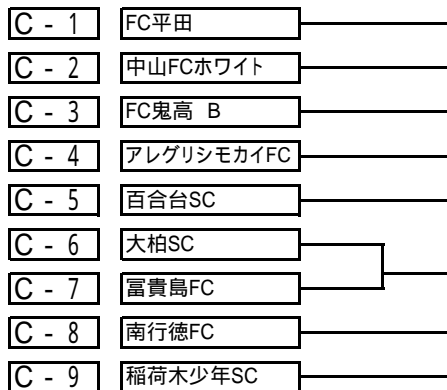 C - 1 FC平田
C - 2 中山FCホワイト
C - 3 FC鬼高 B
C - 4 アレグリシモカイFC
C - 5 百合台SC
C - 6 大柏SC
C - 7 冨貴島FC
C - 8 南行徳FC
C - 9 稲荷木少年SC